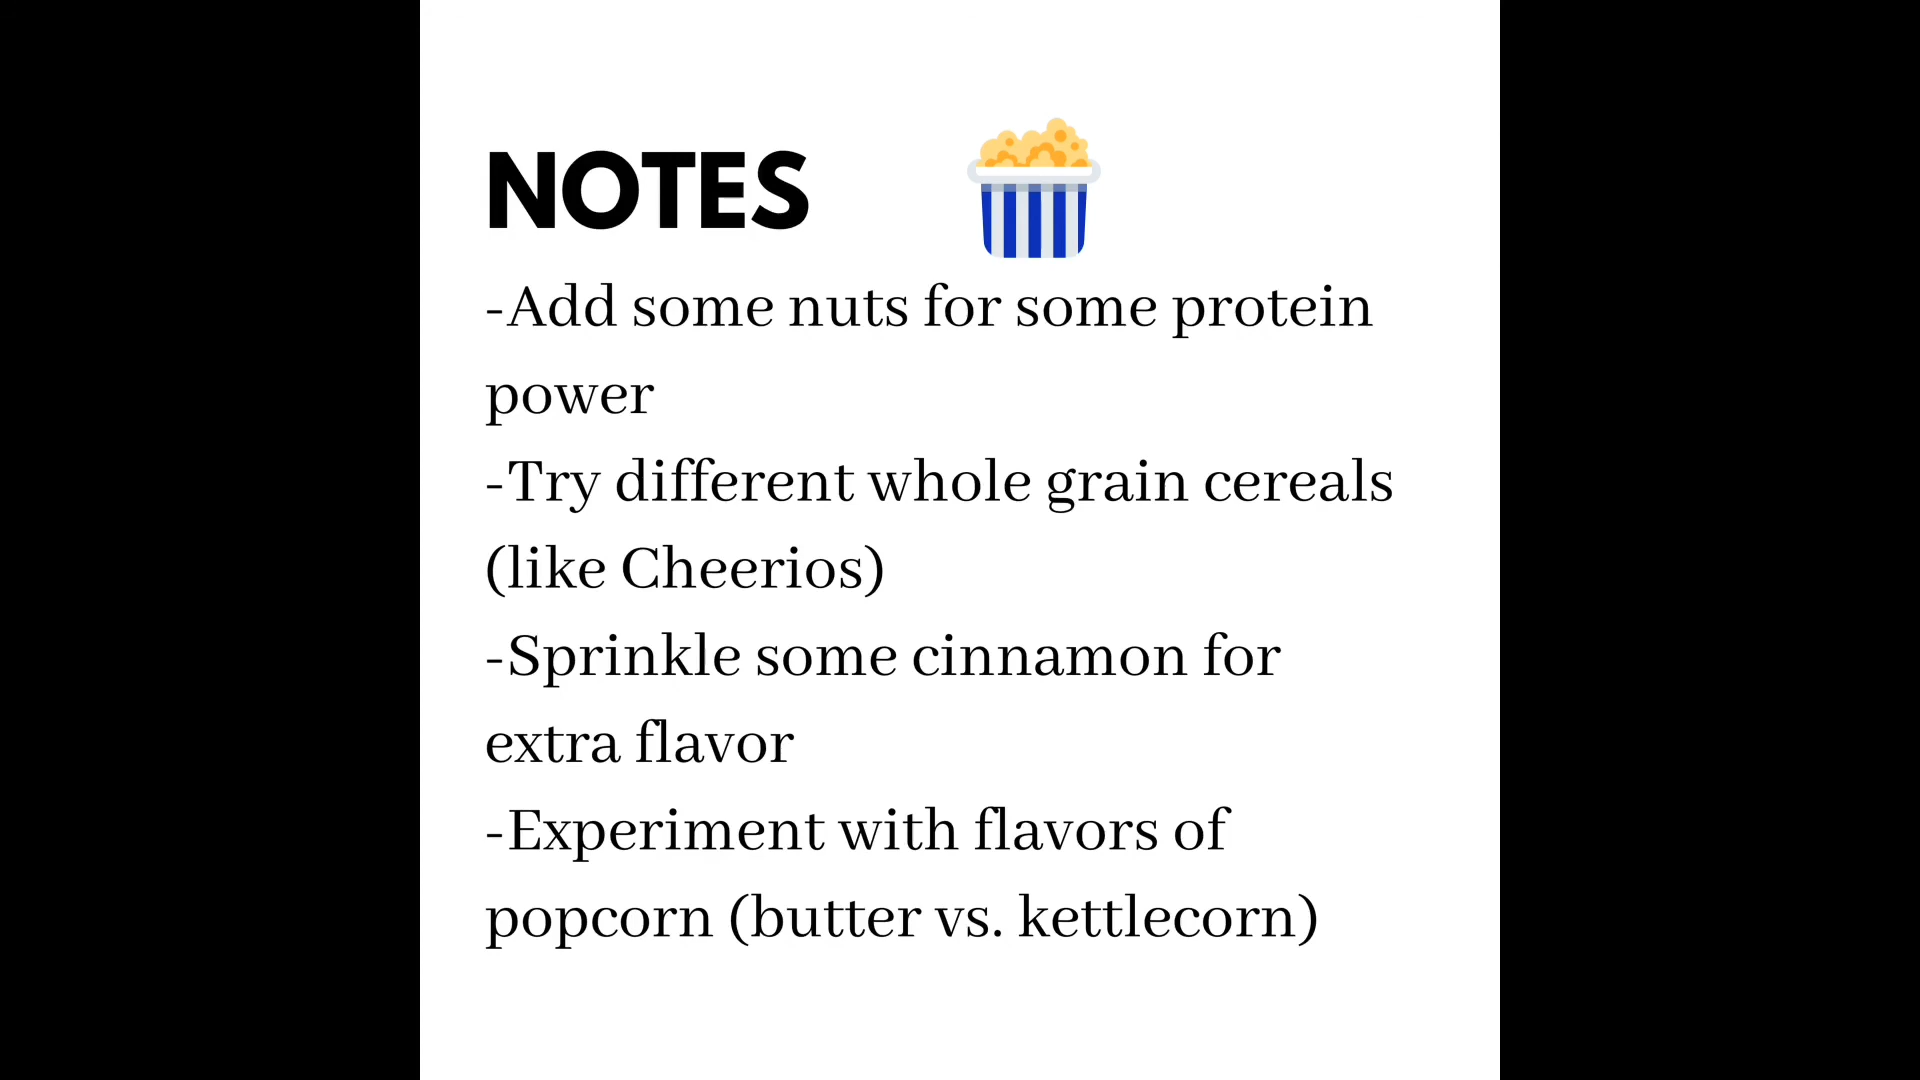 NOTES
-Add some nuts for some protein
power
-Try different whole grain cereals
(like Cheerios)
-Sprinkle some cinnamon for
extra flavor
-Experiment with flavors of
popcorn (butter vs. kettlecorn)